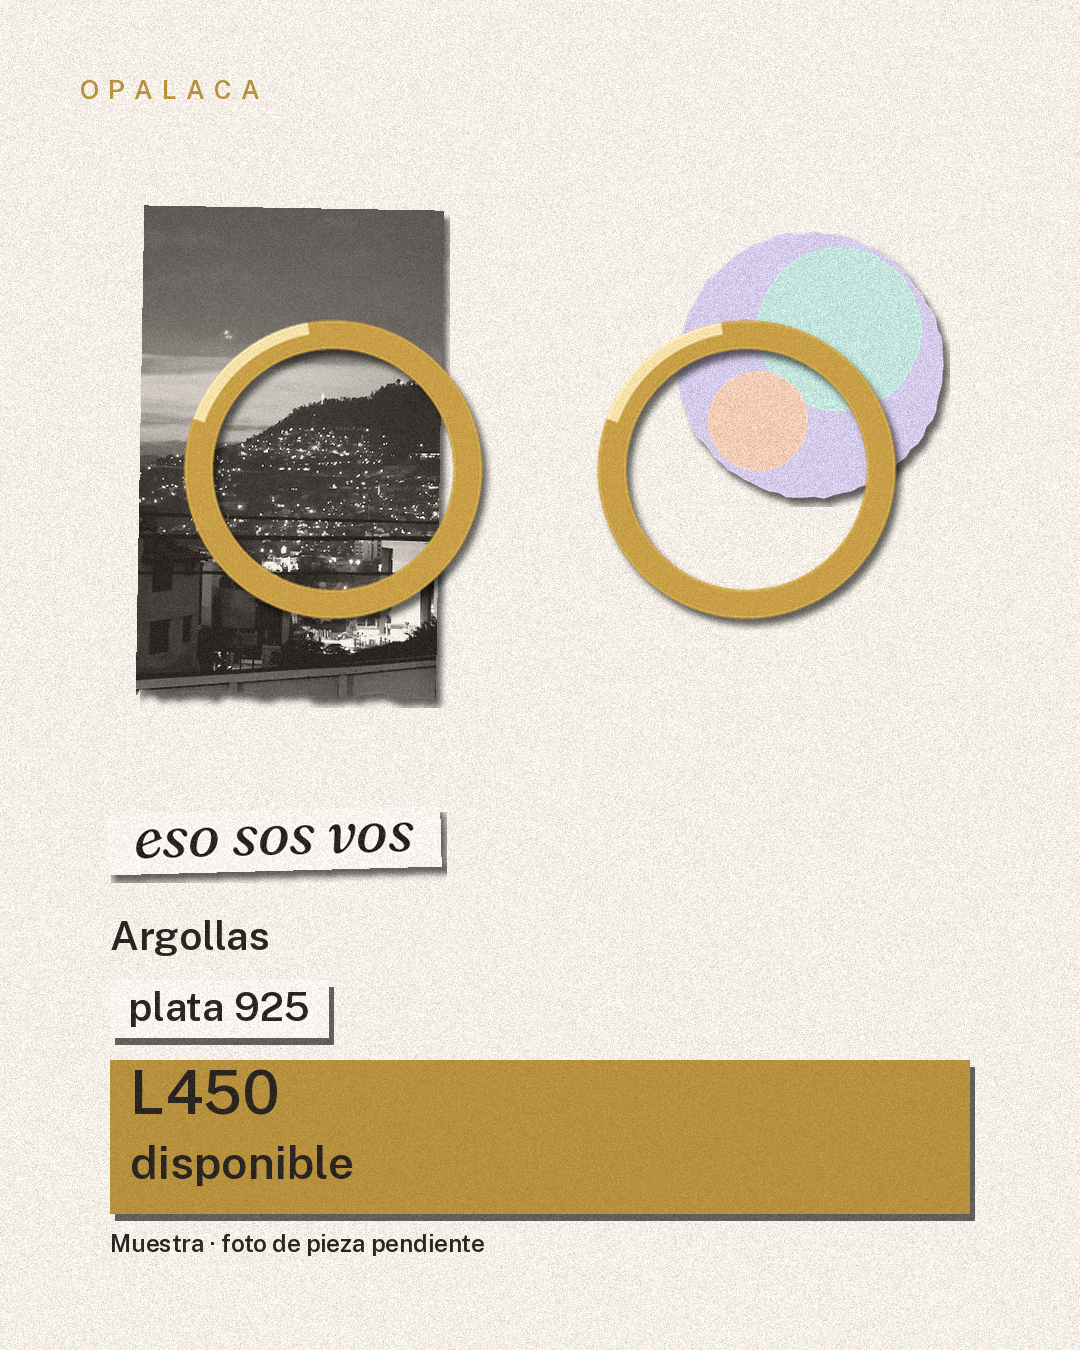 OPALACA
eso sos vos
Argollas
plata 925
L450
disponible
Muestra · foto de pieza pendiente